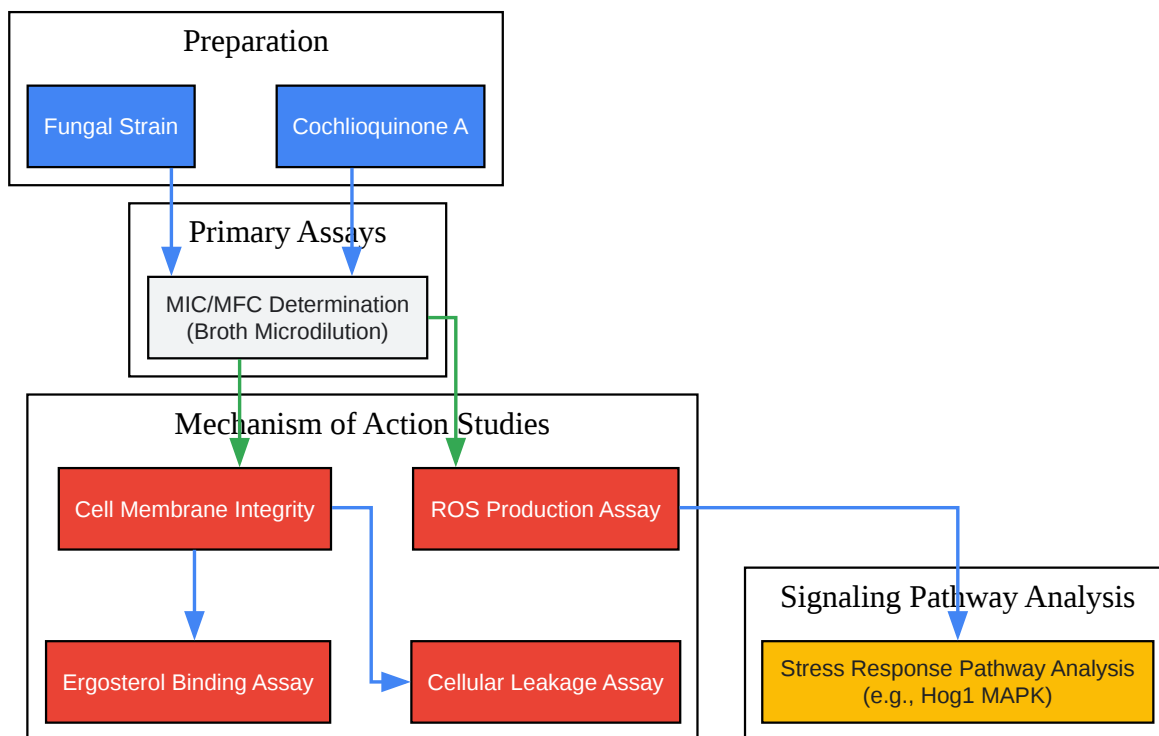 Preparation
Fungal Strain
Cochlioquinone A
Primary Assays
MIC/MFC Determination
(Broth Microdilution)
Mechanism of Action Studies
Cell Membrane Integrity
ROS Production Assay
Ergosterol Binding Assay
Cellular Leakage Assay
Signaling Pathway Analysis
Stress Response Pathway Analysis
(e.g., Hog1 MAPK)